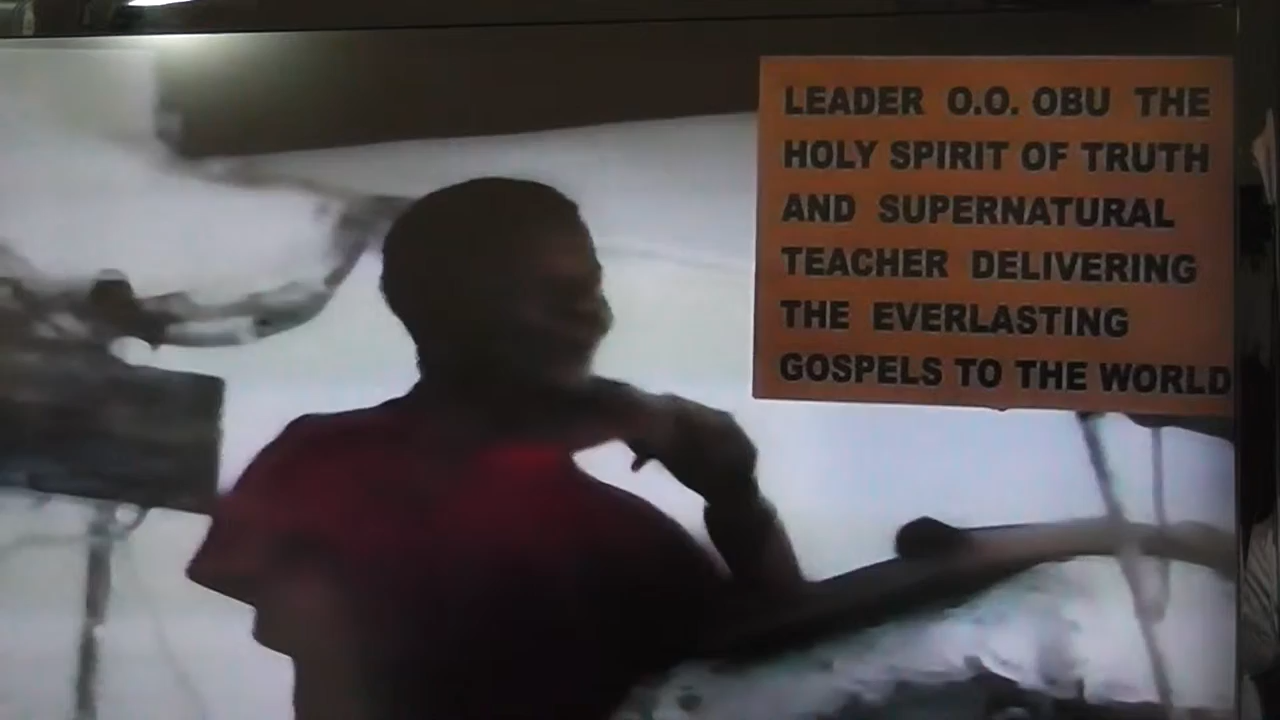 LEADER O.O. OBU THE
HOLY SPIRIT OF TRUTH
AND SUPERNATURAL
TEACHER DELIVERING
THE EVERLASTING
GOSPELS TO THE WORLD